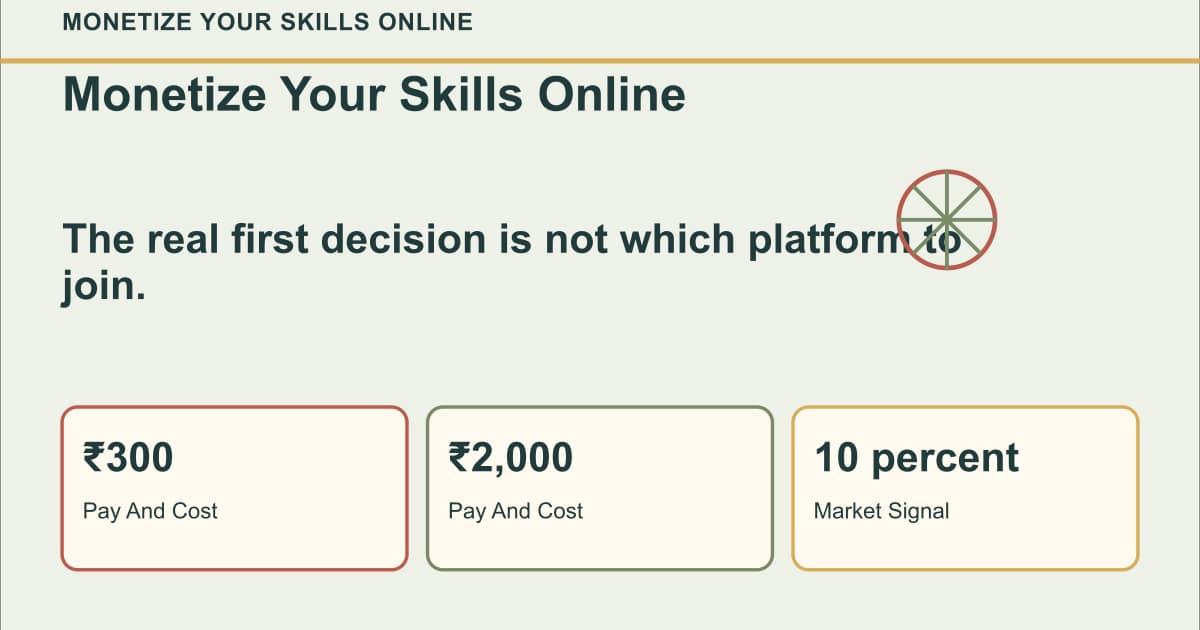 MONETIZE YOUR SKILLS ONLINE
Monetize Your Skills Online
The real first decision is not which platform to
join.
₹300
Pay And Cost
₹2,000
Pay And Cost
10 percent
Market Signal